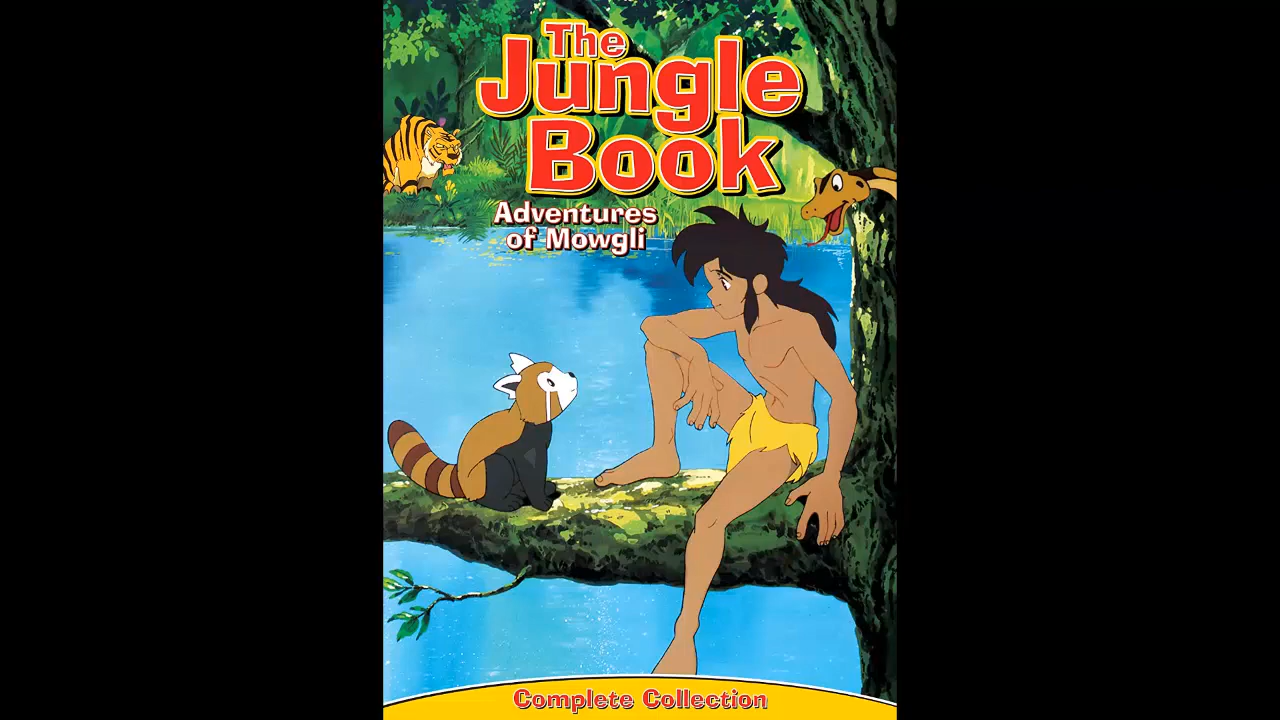 The
Jungle
Book
Adventures
of Mowgli
Complete Collection